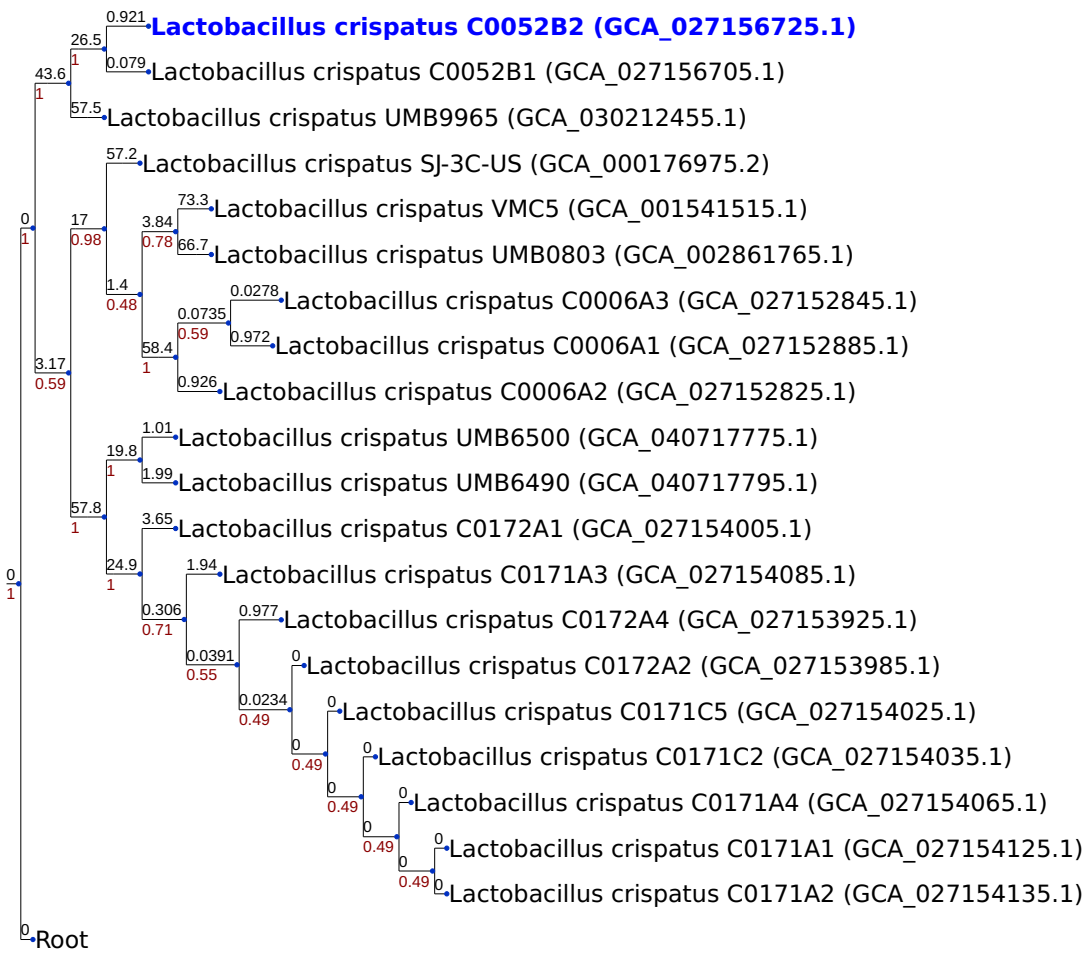 0.921
Lactobacillus crispatus C0052B2 (GCA_027156725.1)
26.5
1
0.079
Lactobacillus crispatus C0052B1 (GCA_027156705.1)
43.6
1
57.5
Lactobacillus crispatus UMB9965 (GCA_030212455.1)
57.2
Lactobacillus crispatus SJ-3C-US (GCA_000176975.2)
73.3
Lactobacillus crispatus VMC5 (GCA_001541515.1)
0
1
17
0.98
3.84
0.78
66.7
Lactobacillus crispatus UMB0803 (GCA_002861765.1)
1.4
0.48
0.0278
Lactobacillus crispatus C0006A3 (GCA_027152845.1)
0.0735
0.59
0.972
Lactobacillus crispatus C0006A1 (GCA_027152885.1)
58.4
1
3.17
0.59
0.926
Lactobacillus crispatus C0006A2 (GCA_027152825.1)
1.01
Lactobacillus crispatus UMB6500 (GCA_040717775.1)
19.8
1
1.99
Lactobacillus crispatus UMB6490 (GCA_040717795.1)
57.8
1
3.65
Lactobacillus crispatus C0172A1 (GCA_027154005.1)
24.9
1
1.94
Lactobacillus crispatus C0171A3 (GCA_027154085.1)
0
1
0.306
0.71
0.977
Lactobacillus crispatus C0172A4 (GCA_027153925.1)
0.0391
0.55
0
Lactobacillus crispatus C0172A2 (GCA_027153985.1)
0.0234
0.49
0
Lactobacillus crispatus C0171C5 (GCA_027154025.1)
0
0.49
0
Lactobacillus crispatus C0171C2 (GCA_027154035.1)
0
0.49
0
Lactobacillus crispatus C0171A4 (GCA_027154065.1)
0
0.49
0
Lactobacillus crispatus C0171A1 (GCA_027154125.1)
0
0.49
0
Lactobacillus crispatus C0171A2 (GCA_027154135.1)
0
Root